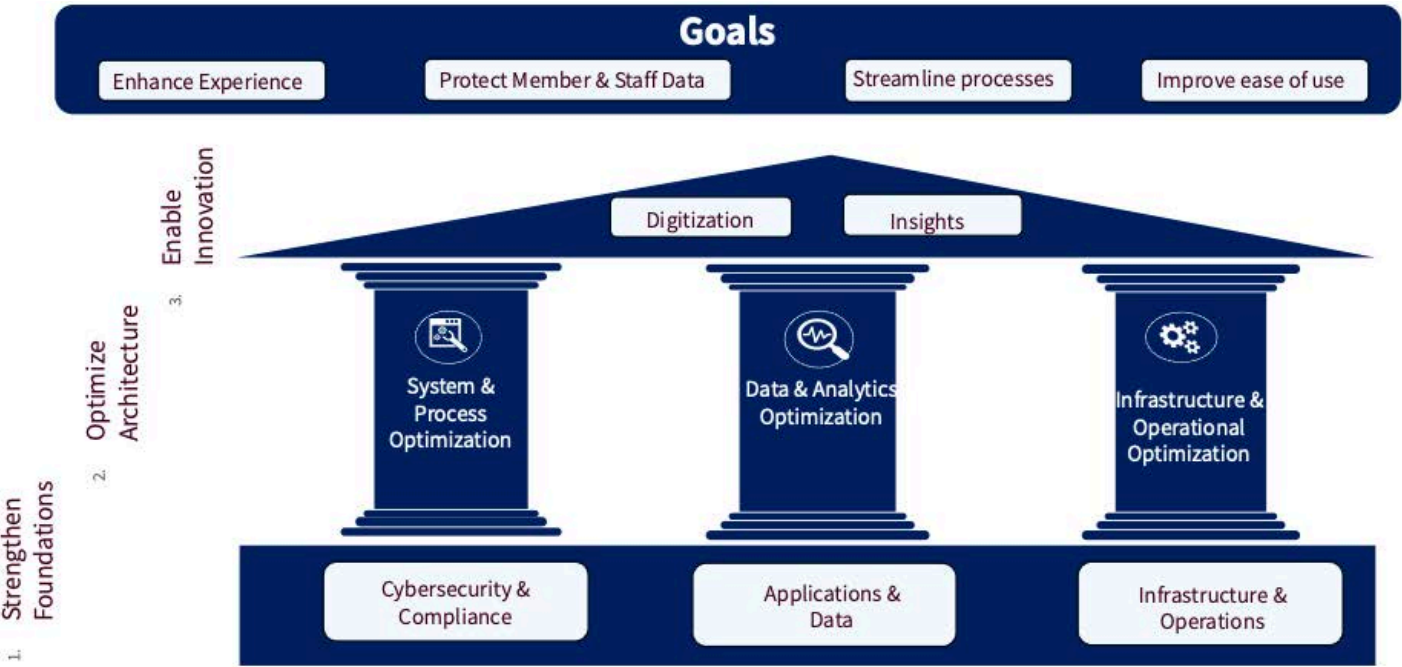 Goals
Enhance Experience
Protect Member & Staff Data
Streamline processes
Improve ease of use
3. Enable
Innovation
Digitization
Insights
2. Optimize
Architecture
System &
Process
Optimization
Data & Analytics
Optimization
Infrastructure &
Operational
Optimization
1. Strengthen
Foundations
Cybersecurity &
Compliance
Applications &
Data
Infrastructure &
Operations